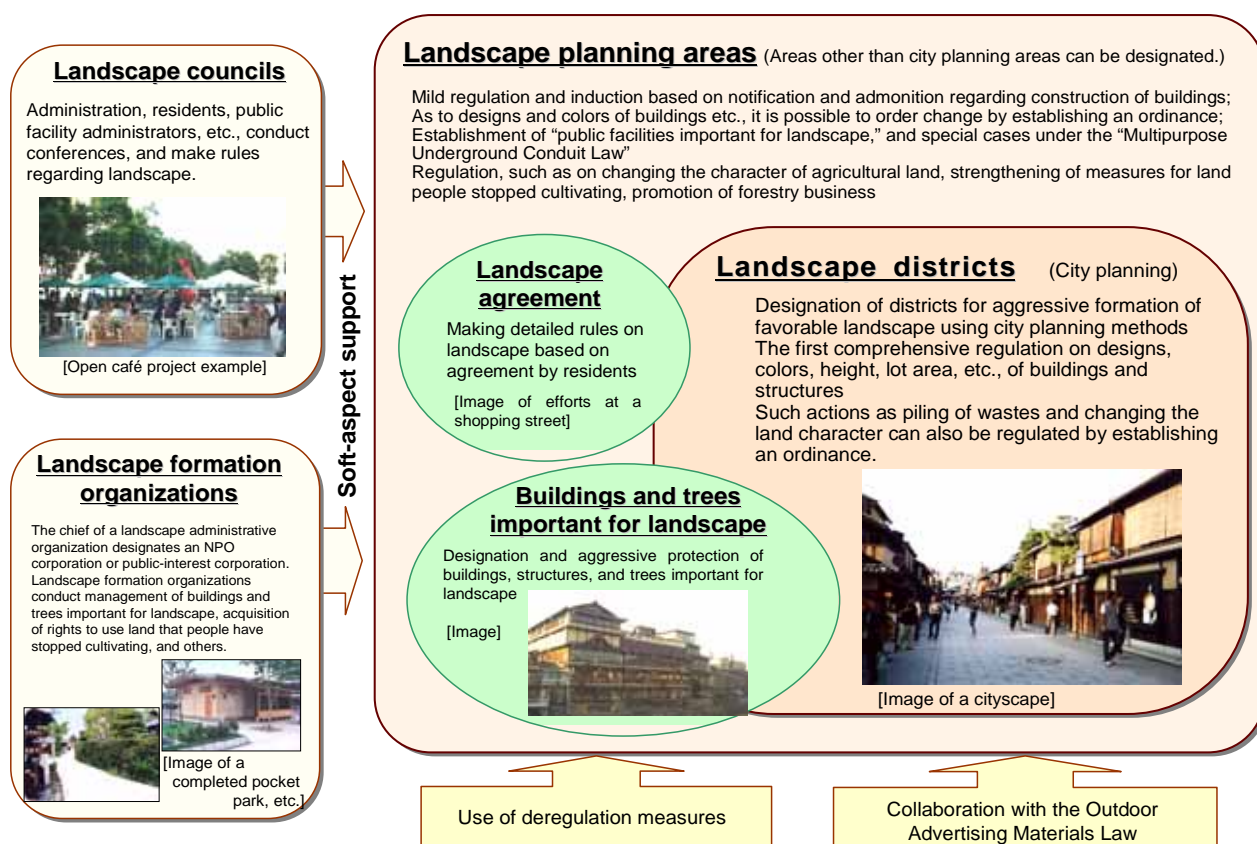 Landscape councils
Administration, residents, public
facility administrators, etc., conduct
conferences, and make rules
regarding landscape.
[Open café project example]
Landscape formation
organizations
The chief of a landscape administrative
organization designates an NPO
corporation or public-interest corporation.
Landscape formation organizations
conduct management of buildings and
trees important for landscape, acquisition
of rights to use land that people have
stopped cultivating, and others.
[Image of a
completed pocket
park, etc.]
Soft-aspect support
Landscape planning areas (Areas other than city planning areas can be designated.)
Mild regulation and induction based on notification and admonition regarding construction of buildings;
As to designs and colors of buildings etc., it is possible to order change by establishing an ordinance;
Establishment of “public facilities important for landscape,” and special cases under the “Multipurpose
Underground Conduit Law”
Regulation, such as on changing the character of agricultural land, strengthening of measures for land
people stopped cultivating, promotion of forestry business
Landscape
agreement
Making detailed rules on
landscape based on
agreement by residents
[Image of efforts at a
shopping street]
Buildings and trees
important for landscape
Designation and aggressive protection of
buildings, structures, and trees important for
landscape
[Image]
Landscape districts (City planning)
Designation of districts for aggressive formation of
favorable landscape using city planning methods
The first comprehensive regulation on designs,
colors, height, lot area, etc., of buildings and
structures
Such actions as piling of wastes and changing the
land character can also be regulated by establishing
an ordinance.
[Image of a cityscape]
Use of deregulation measures
Collaboration with the Outdoor
Advertising Materials Law